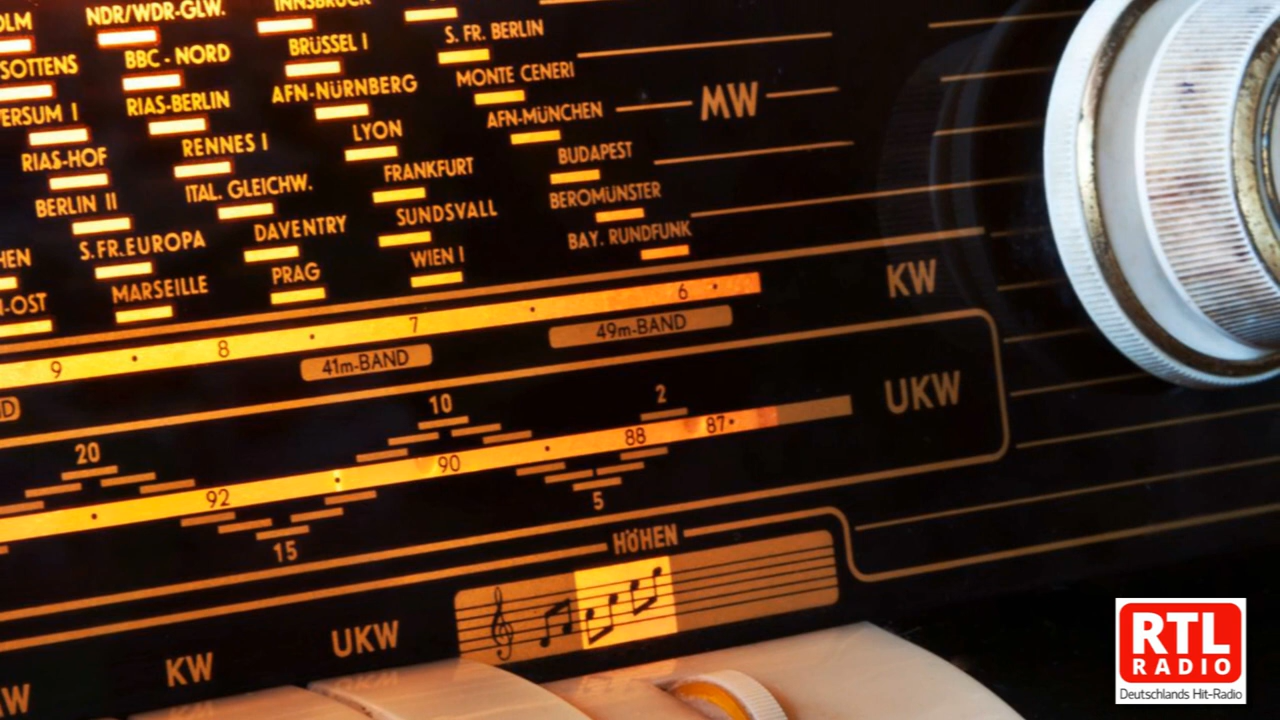 NDR/WDR-GLW.
BBC - NORD
RIAS-BERLIN
RENNES I
ITAL. GLEICHW.
DAVENTRY
PRAG
INNSBRUCK
BRÜSSEL I
AFN-NÜRNBERG
LYON
FRANKFURT
SUNDSVALL
WIEN I
S. FR. BERLIN
MONTE CENERI
AFN-MÜNCHEN
BUDAPEST
BEROMÜNSTER
BAY. RUNDFUNK
SOTTENS
RIAS-HOF
BERLIN II
S.FR.EUROPA
MARSEILLE
MW
KW
9 8 7 6
41m-BAND 49m-BAND
UKW
20 10 2
92 90 88 87
15 5
HÖHEN
KW UKW
RTL
RADIO
Deutschlands Hit-Radio